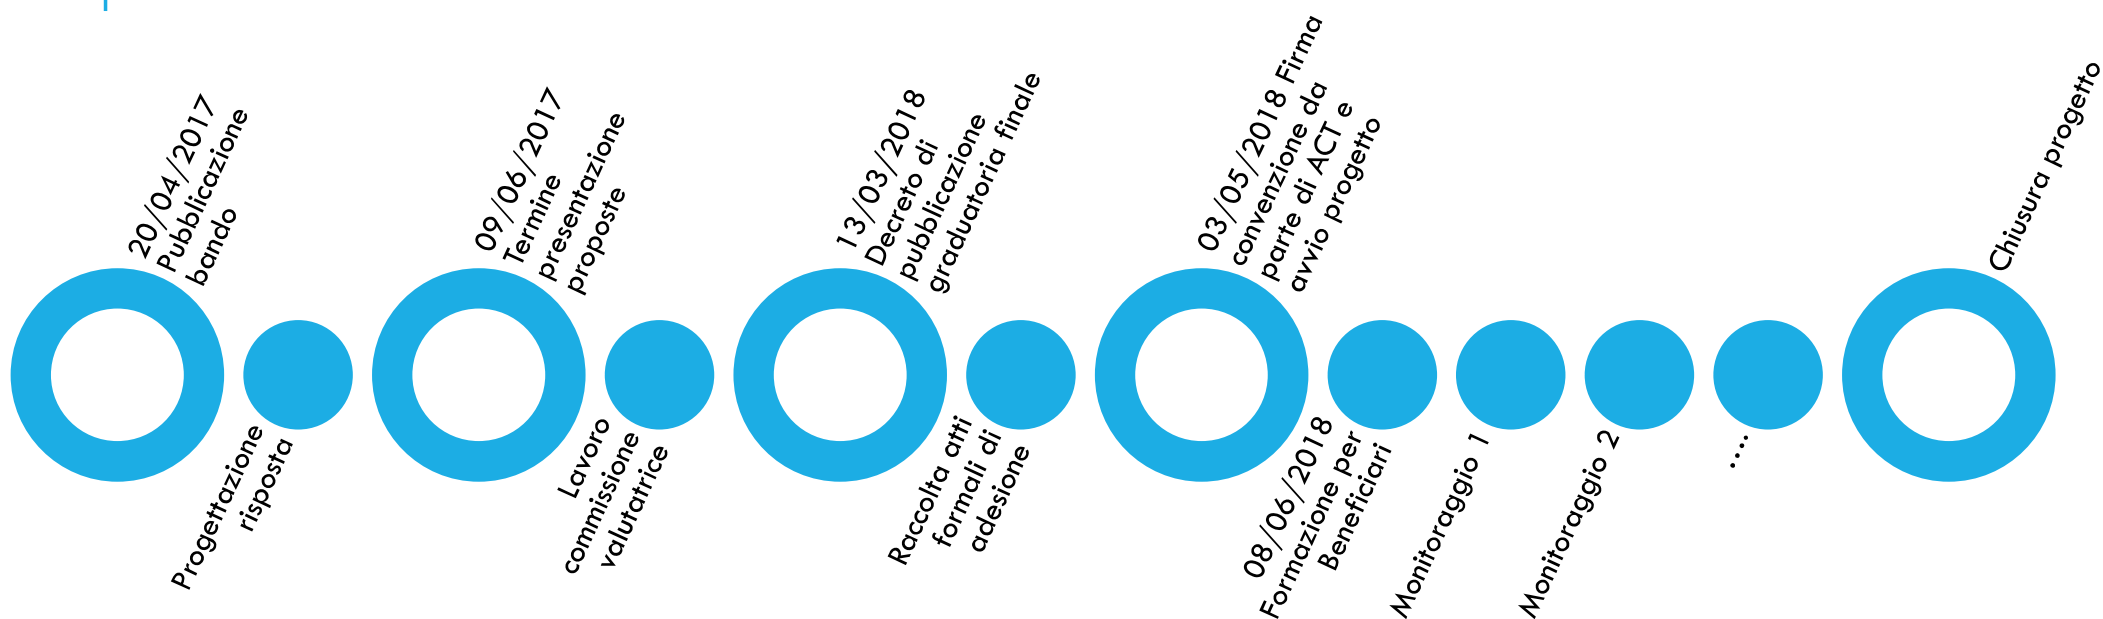 20/04/2017
Pubblicazione
bando
Progettazione
risposta
09/06/2017
Termine
presentazione
proposte
Lavoro
commissione
valutatrice
13/03/2018
Decreto di
pubblicazione
graduatoria finale
Raccolta atti
formali di
adesione
03/05/2018 Firma
convenzione da
parte di ACT e
avvio progetto
08/06/2018
Formazione per
Beneficiari
Monitoraggio 1
Monitoraggio 2
....
Chiusura progetto